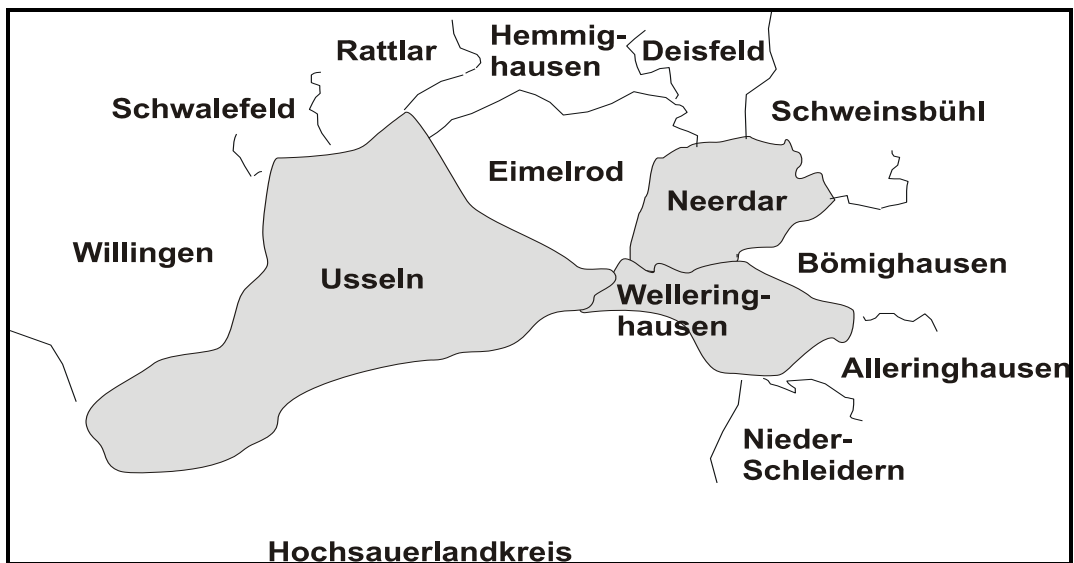 Hemmig-
hausen
Rattlar
Deisfeld
Schwalefeld
Schweinsbühl
Eimelrod
Neerdar
Willingen
Usseln
Bömighausen
Wellering-
hausen
Alleringhausen
Nieder-
Schleidern
Hochsauerlandkreis